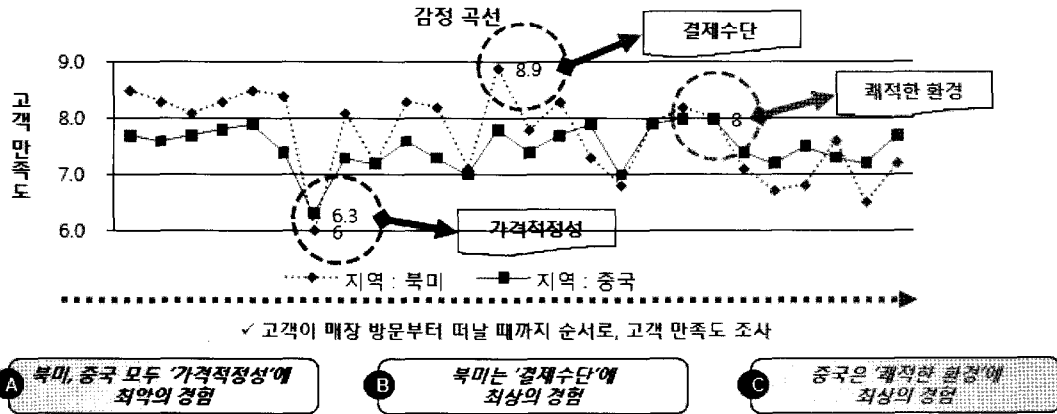 감정 곡선
결제수단
9.0
8.9
쾌적한 환경
고객 만족도
8.0
8
7.0
6.3
6
6.0
가격적정성
지역 : 북미
지역 : 중국
✓ 고객이 매장 방문부터 떠날 때까지 순서로, 고객 만족도 조사
A 북미, 중국 모두 '가격적정성'에
최악의 경험
B 북미는 '결제수단'에
최상의 경험
C 중국은 '쾌적한 환경'에
최상의 경험